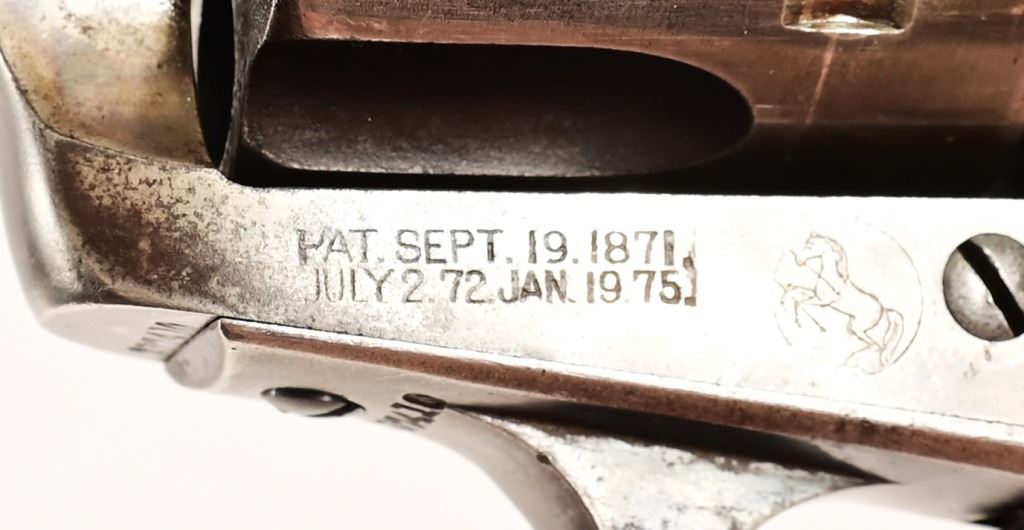 PAT. SEPT. 19. 1871.
JULY 2. 72. JAN. 19. 75.